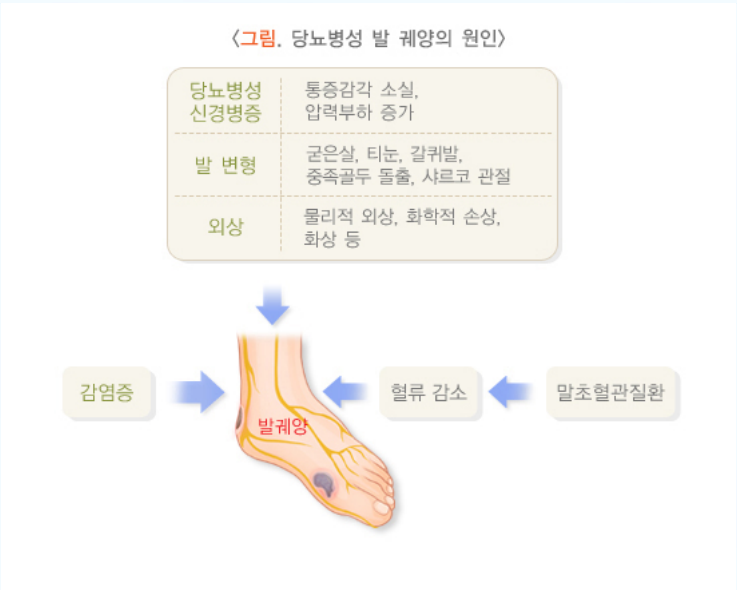 <그림. 당뇨병성 발 궤양의 원인>
당뇨병성
신경병증
통증감각 소실,
압력부하 증가
발 변형
굳은살, 티눈, 갈퀴발,
중족골두 돌출, 샤르코 관절
외상
물리적 외상, 화학적 손상,
화상 등
감염증
발궤양
혈류 감소
말초혈관질환